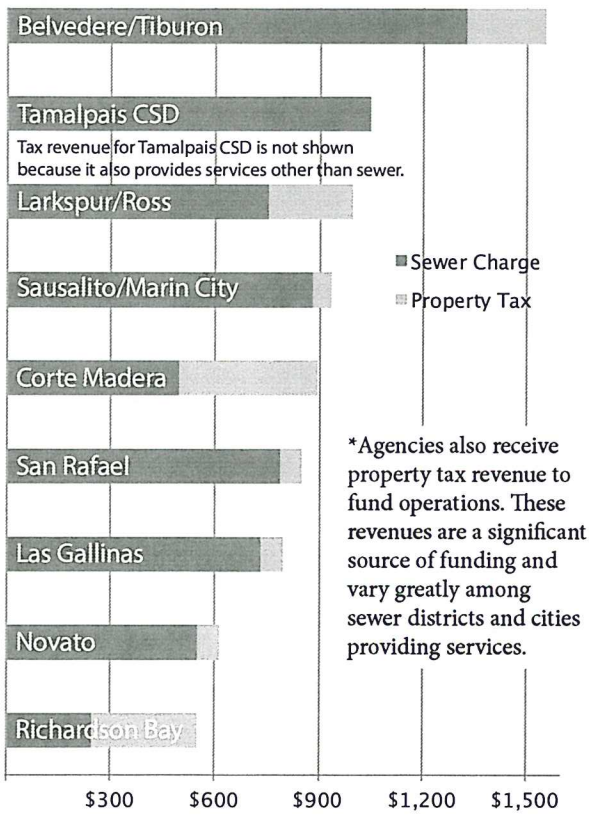 Belvedere/Tiburon
Tamalpais CSD
Tax revenue for Tamalpais CSD is not shown
because it also provides services other than sewer.
Larkspur/Ross
Sausalito/Marin City
Sewer Charge
Property Tax
Corte Madera
San Rafael
Las Gallinas
Novato
Richardson Bay
*Agencies also receive
property tax revenue to
fund operations. These
revenues are a significant
source of funding and
vary greatly among
sewer districts and cities
providing services.
$300 $600 $900 $1,200 $1,500